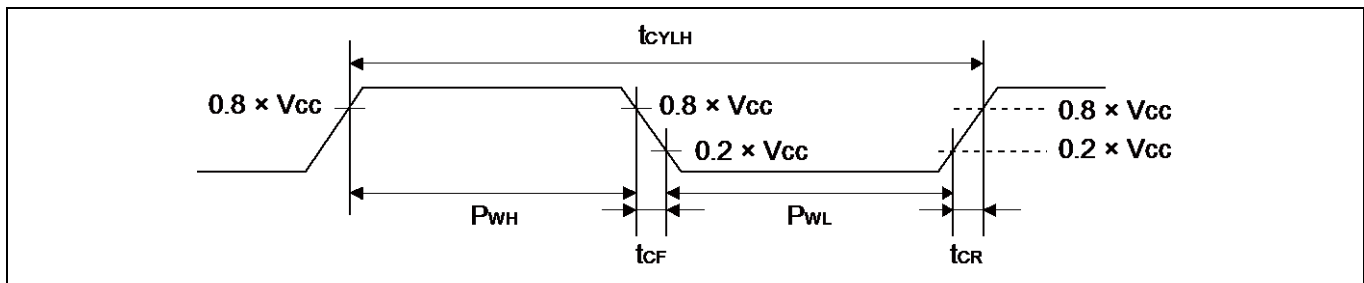 tCYLH
0.8 × Vcc
0.8 × Vcc
0.8 × Vcc
0.2 × Vcc
0.2 × Vcc
PWH
PWL
tCF
tCR